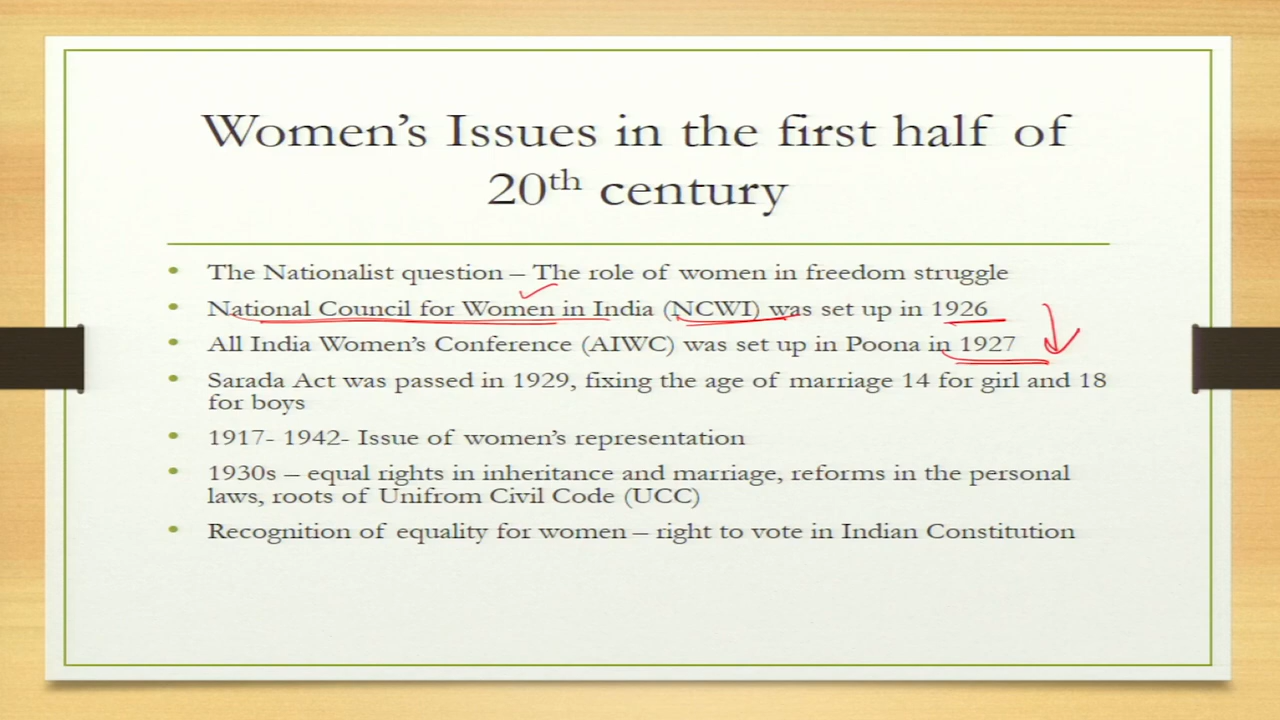 Women's Issues in the first half of
20th century
• The Nationalist question – The role of women in freedom struggle
• National Council for Women in India (NCWI) was set up in 1926
• All India Women's Conference (AIWC) was set up in Poona in 1927
• Sarada Act was passed in 1929, fixing the age of marriage 14 for girl and 18
for boys
• 1917- 1942- Issue of women's representation
• 1930s – equal rights in inheritance and marriage, reforms in the personal
laws, roots of Unifrom Civil Code (UCC)
• Recognition of equality for women – right to vote in Indian Constitution